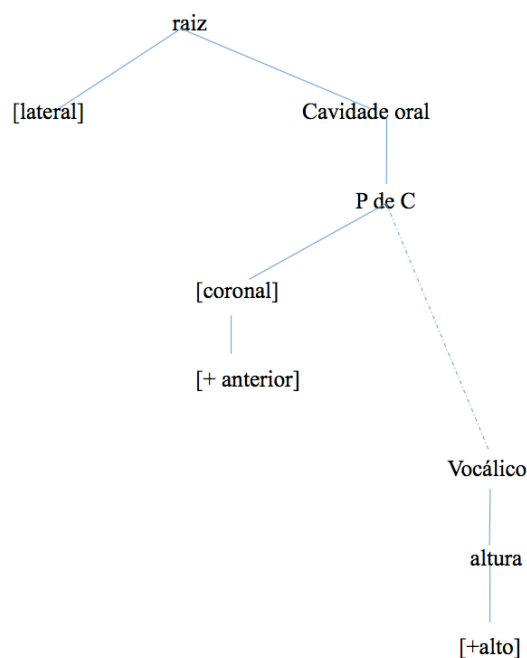 raiz
[lateral]
Cavidade oral
P de C
[coronal]
[+ anterior]
Vocálico
altura
[+alto]